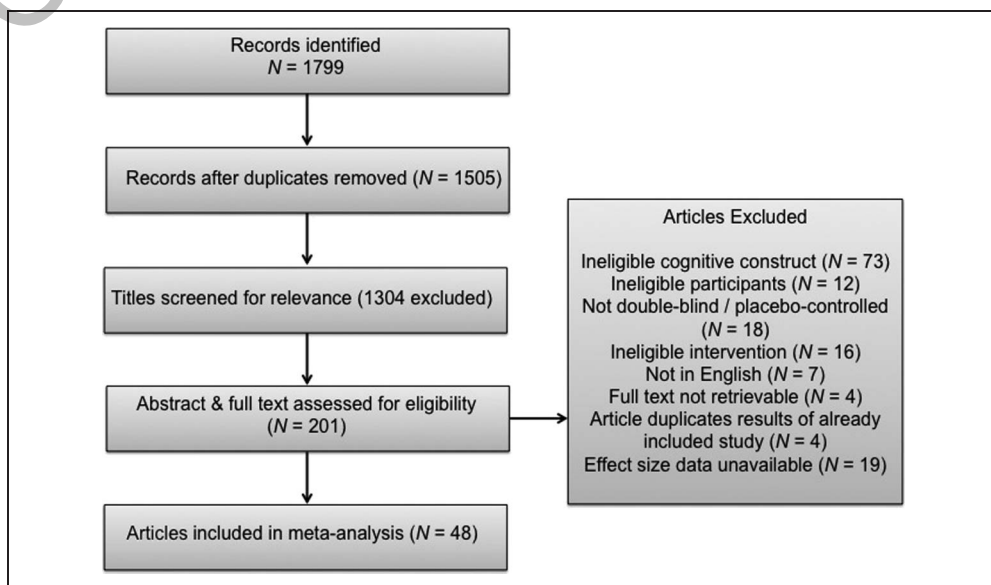 Records identified
N = 1799
Records after duplicates removed (N = 1505)
Titles screened for relevance (1304 excluded)
Abstract & full text assessed for eligibility
(N = 201)
Articles included in meta-analysis (N = 48)
Articles Excluded
Ineligible cognitive construct (N = 73)
Ineligible participants (N = 12)
Not double-blind / placebo-controlled
(N = 18)
Ineligible intervention (N = 16)
Not in English (N = 7)
Full text not retrievable (N = 4)
Article duplicates results of already
included study (N = 4)
Effect size data unavailable (N = 19)